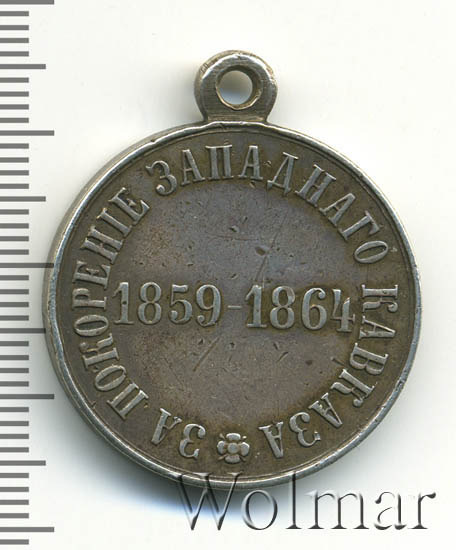 ЗА ПОКОРЕНІЕ ЗАПАДНАГО КАВКАЗА
1859-1864
Wolmar